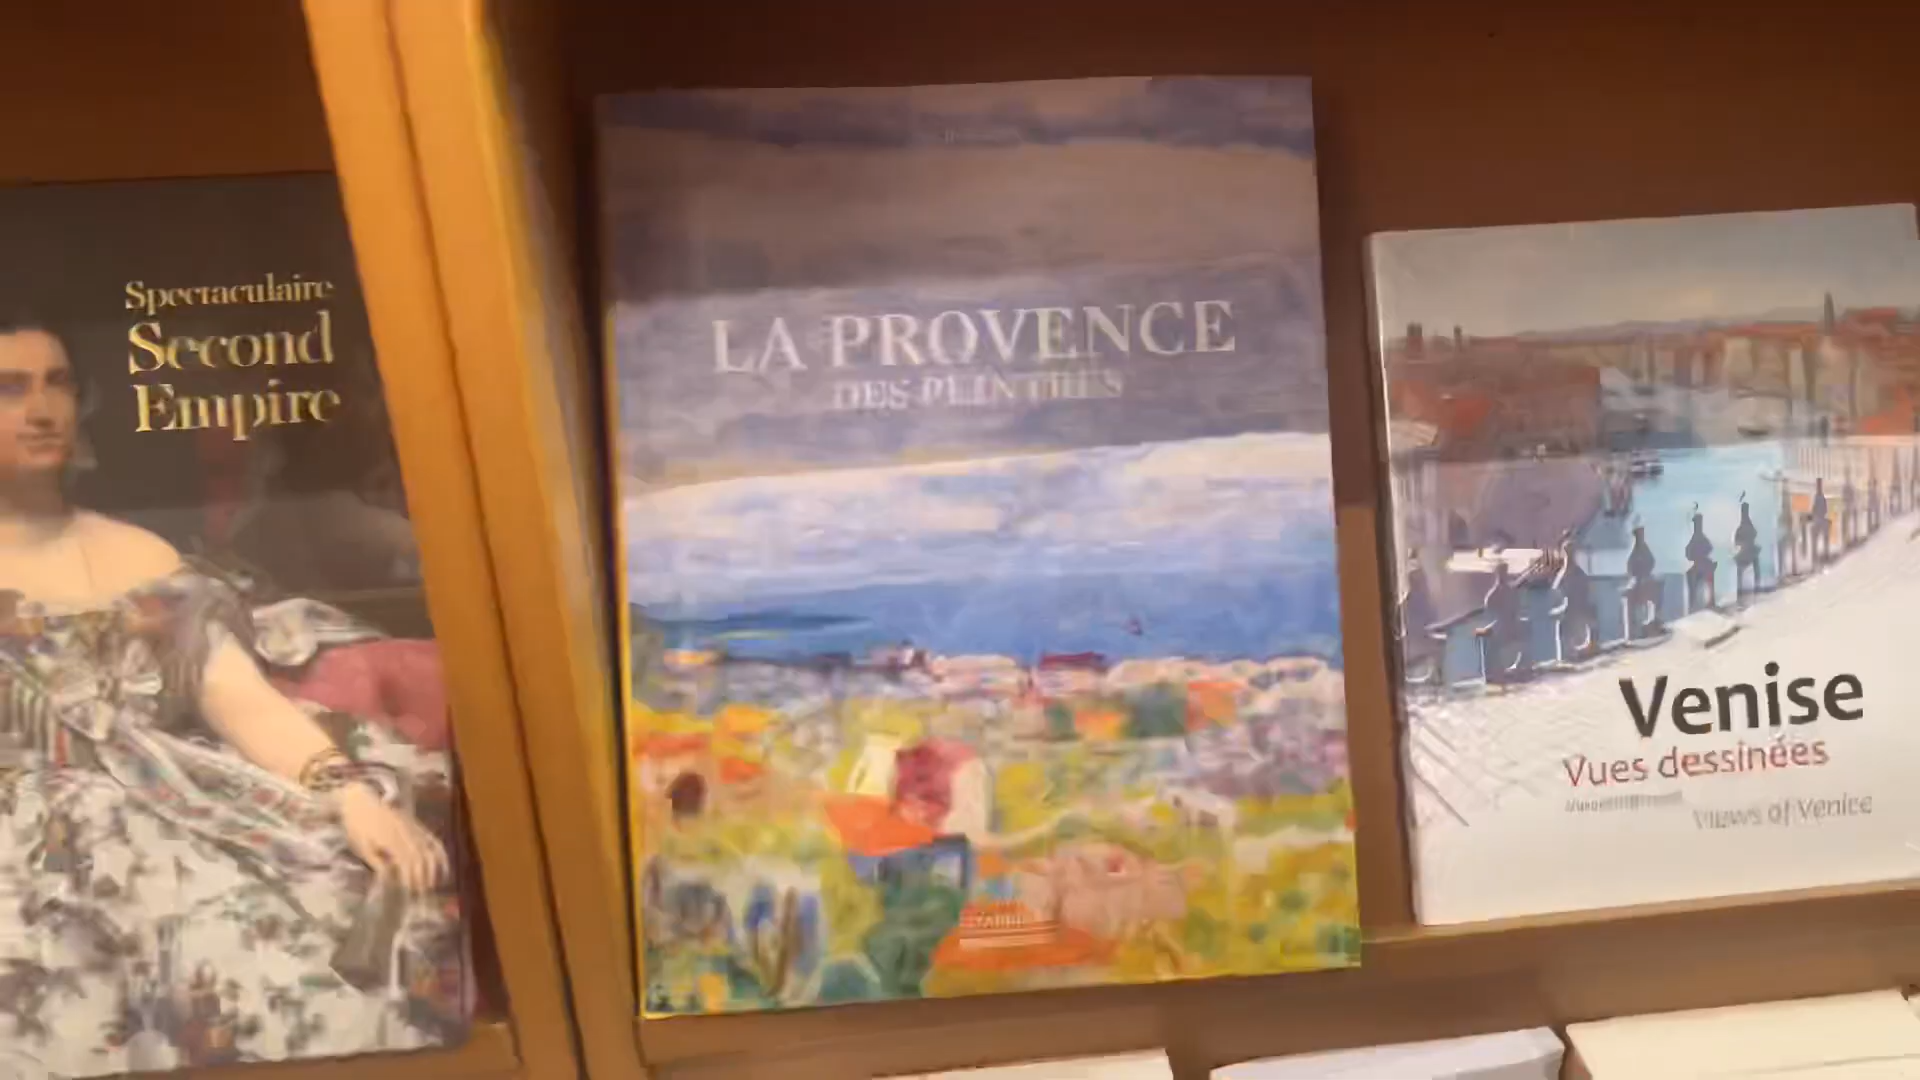 Spectaculaire
Second
Empire
LA PROVENCE
DES PEINTRES
Venise
Vues dessinées
Views of Venice